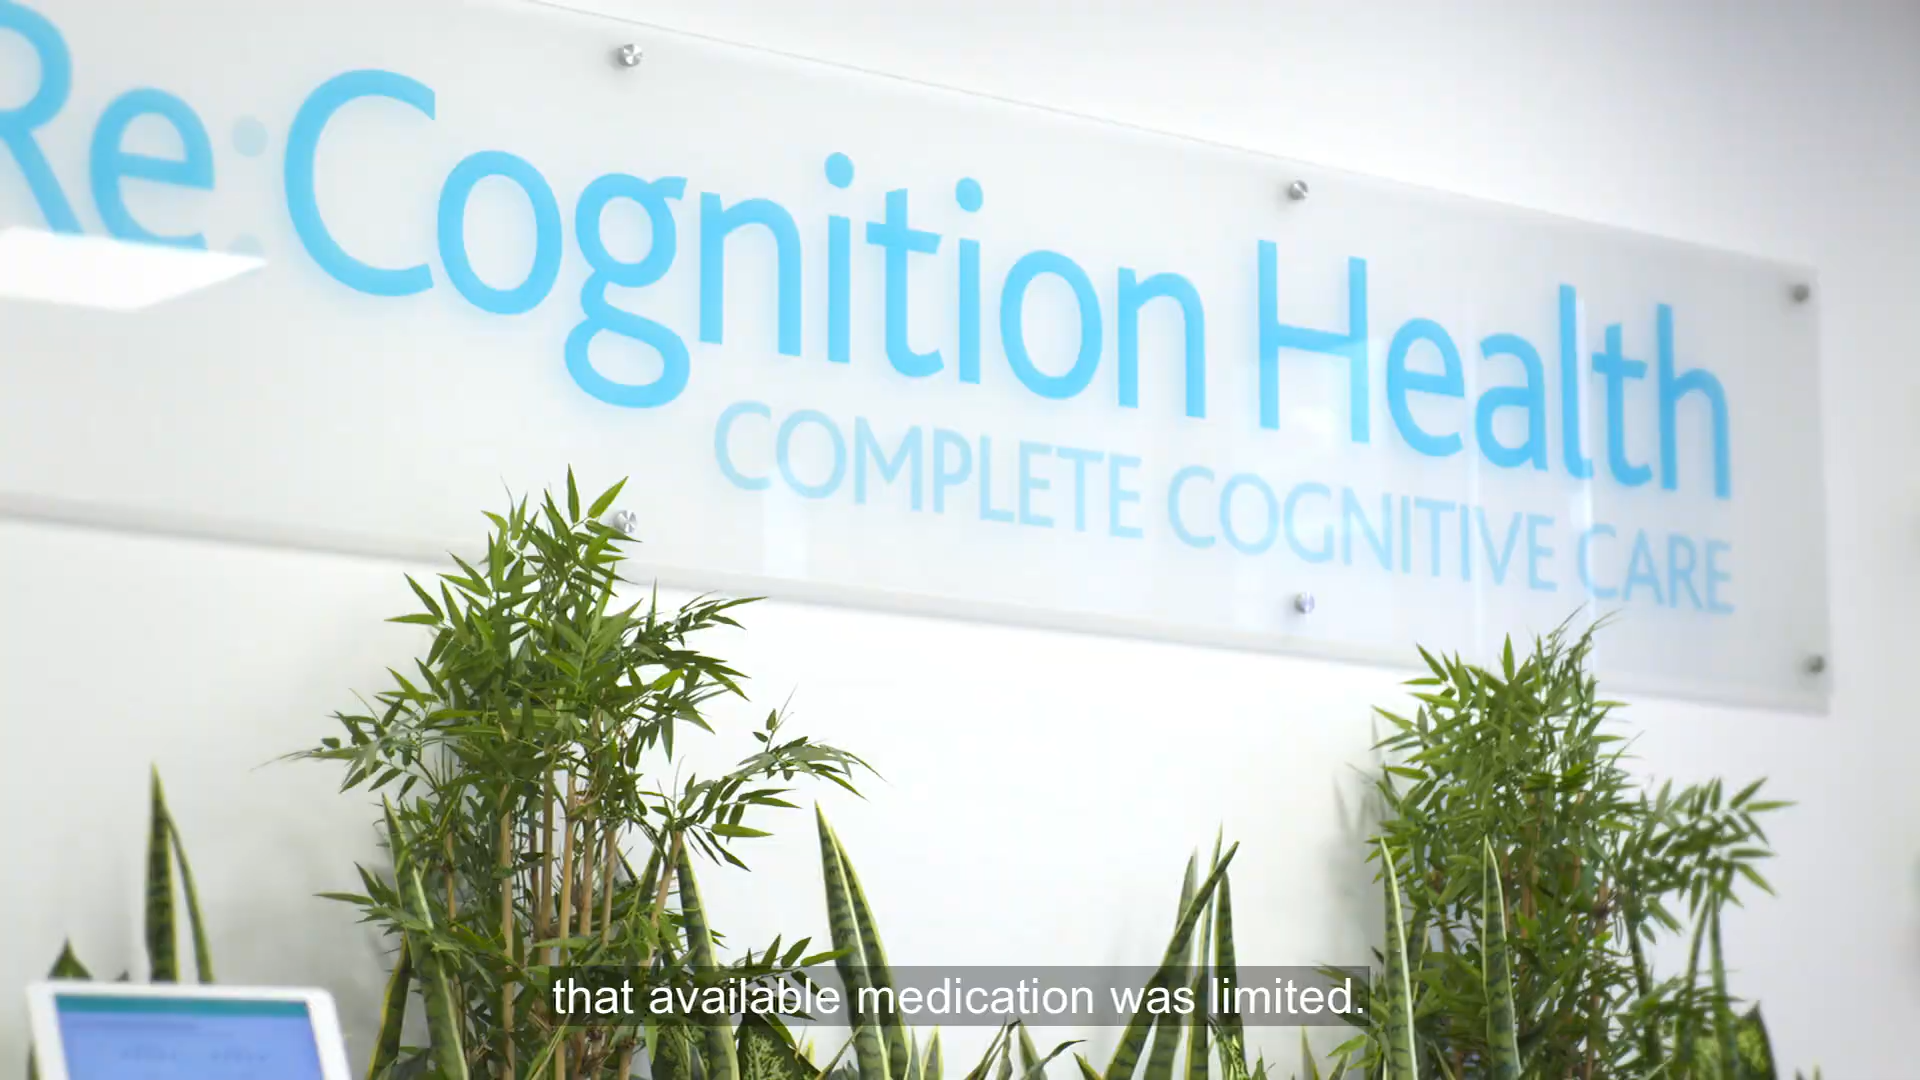 Re:Cognition Health
COMPLETE COGNITIVE CARE
that available medication was limited.